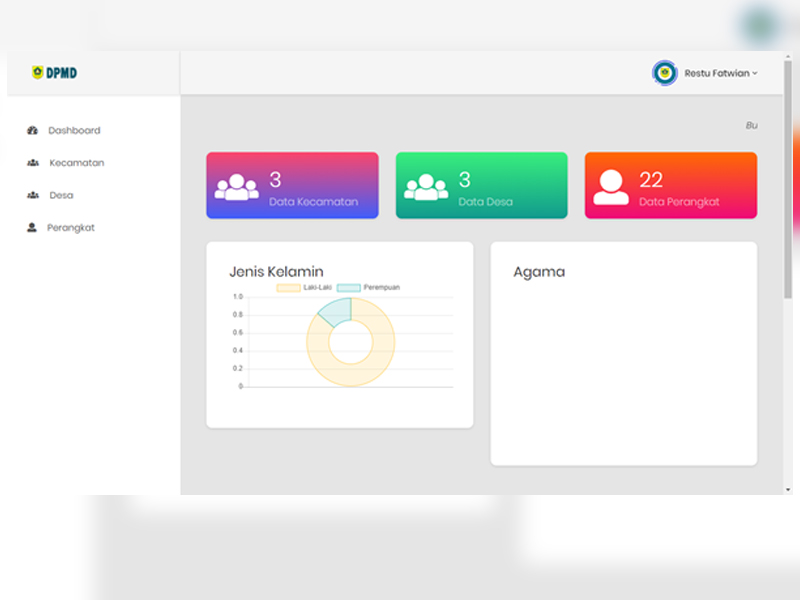 DPMD
Restu Fatwian
Dashboard
Kecamatan
Desa
Perangkat
Bu
3
Data Kecamatan
3
Data Desa
22
Data Perangkat
Jenis Kelamin
Laki-Laki Perempuan
1.0
0.8
0.6
0.4
0.2
0
Agama